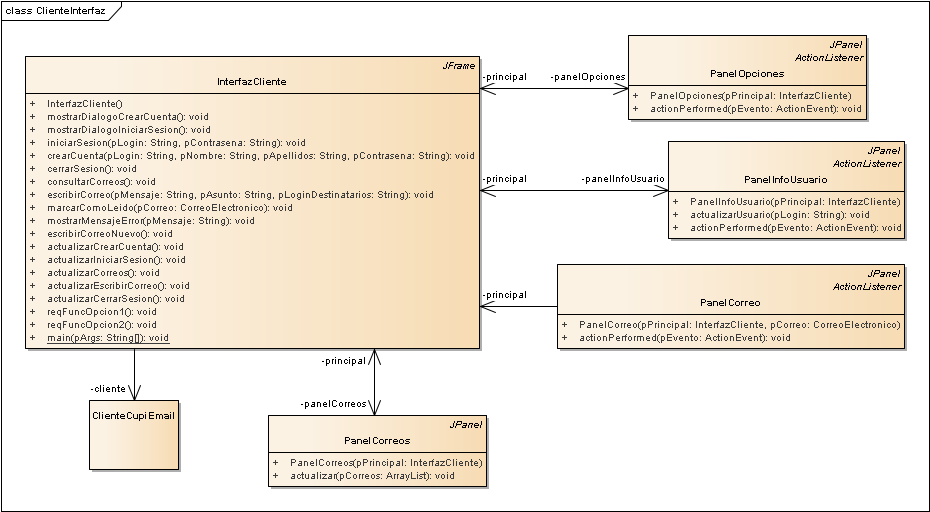 class ClienteInterfaz
JFrame
InterfazCliente
+ InterfazCliente()
+ mostrarDialogoCrearCuenta(): void
+ mostrarDialogoIniciarSesion(): void
+ iniciarSesion(pLogin: String, pContrasena: String): void
+ crearCuenta(pLogin: String, pNombre: String, pApellidos: String, pContrasena: String): void
+ cerrarSesion(): void
+ consultarCorreos(): void
+ escribirCorreo(pMensaje: String, pAsunto: String, pLoginDestinatarios: String): void
+ marcarComoLeido(pCorreo: CorreoElectronico): void
+ mostrarMensajeError(pMensaje: String): void
+ escribirCorreoNuevo(): void
+ actualizarCrearCuenta(): void
+ actualizarIniciarSesion(): void
+ actualizarCorreos(): void
+ actualizarEscribirCorreo(): void
+ actualizarCerrarSesion(): void
+ reqFuncOpcion1(): void
+ reqFuncOpcion2(): void
+ main(pArgs: String[]): void
-principal
-panelOpciones
JPanel
ActionListener
PanelOpciones
+ PanelOpciones(pPrincipal: InterfazCliente)
+ actionPerformed(pEvento: ActionEvent): void
-principal
-panelInfoUsuario
JPanel
ActionListener
PanelInfoUsuario
+ PanelInfoUsuario(pPrincipal: InterfazCliente)
+ actualizarUsuario(pLogin: String): void
+ actionPerformed(pEvento: ActionEvent): void
-principal
JPanel
ActionListener
PanelCorreo
+ PanelCorreo(pPrincipal: InterfazCliente, pCorreo: CorreoElectronico)
+ actionPerformed(pEvento: ActionEvent): void
-principal
-cliente
ClienteCupiEmail
-panelCorreos
JPanel
PanelCorreos
+ PanelCorreos(pPrincipal: InterfazCliente)
+ actualizar(pCorreos: ArrayList): void